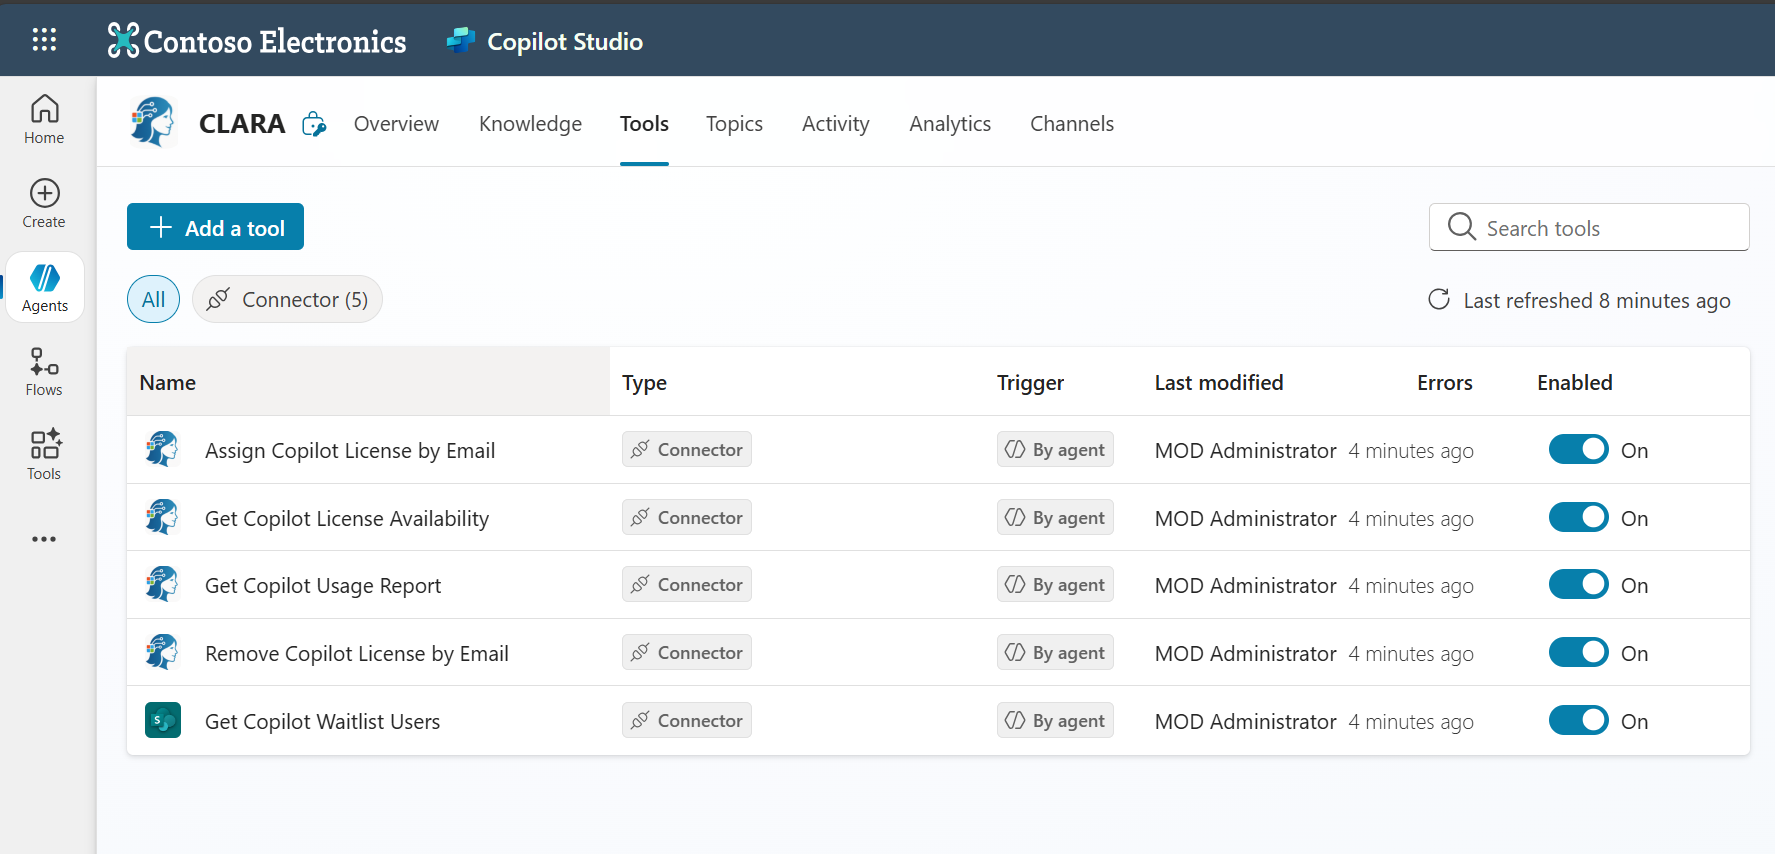 Contoso Electronics Copilot Studio
Home
Create
Agents
Flows
Tools
CLARA Overview Knowledge Tools Topics Activity Analytics Channels
Add a tool
Search tools
All Connector (5)
Last refreshed 8 minutes ago
Name Type Trigger Last modified Errors Enabled
Assign Copilot License by Email Connector By agent MOD Administrator 4 minutes ago On
Get Copilot License Availability Connector By agent MOD Administrator 4 minutes ago On
Get Copilot Usage Report Connector By agent MOD Administrator 4 minutes ago On
Remove Copilot License by Email Connector By agent MOD Administrator 4 minutes ago On
S Get Copilot Waitlist Users Connector By agent MOD Administrator 4 minutes ago On